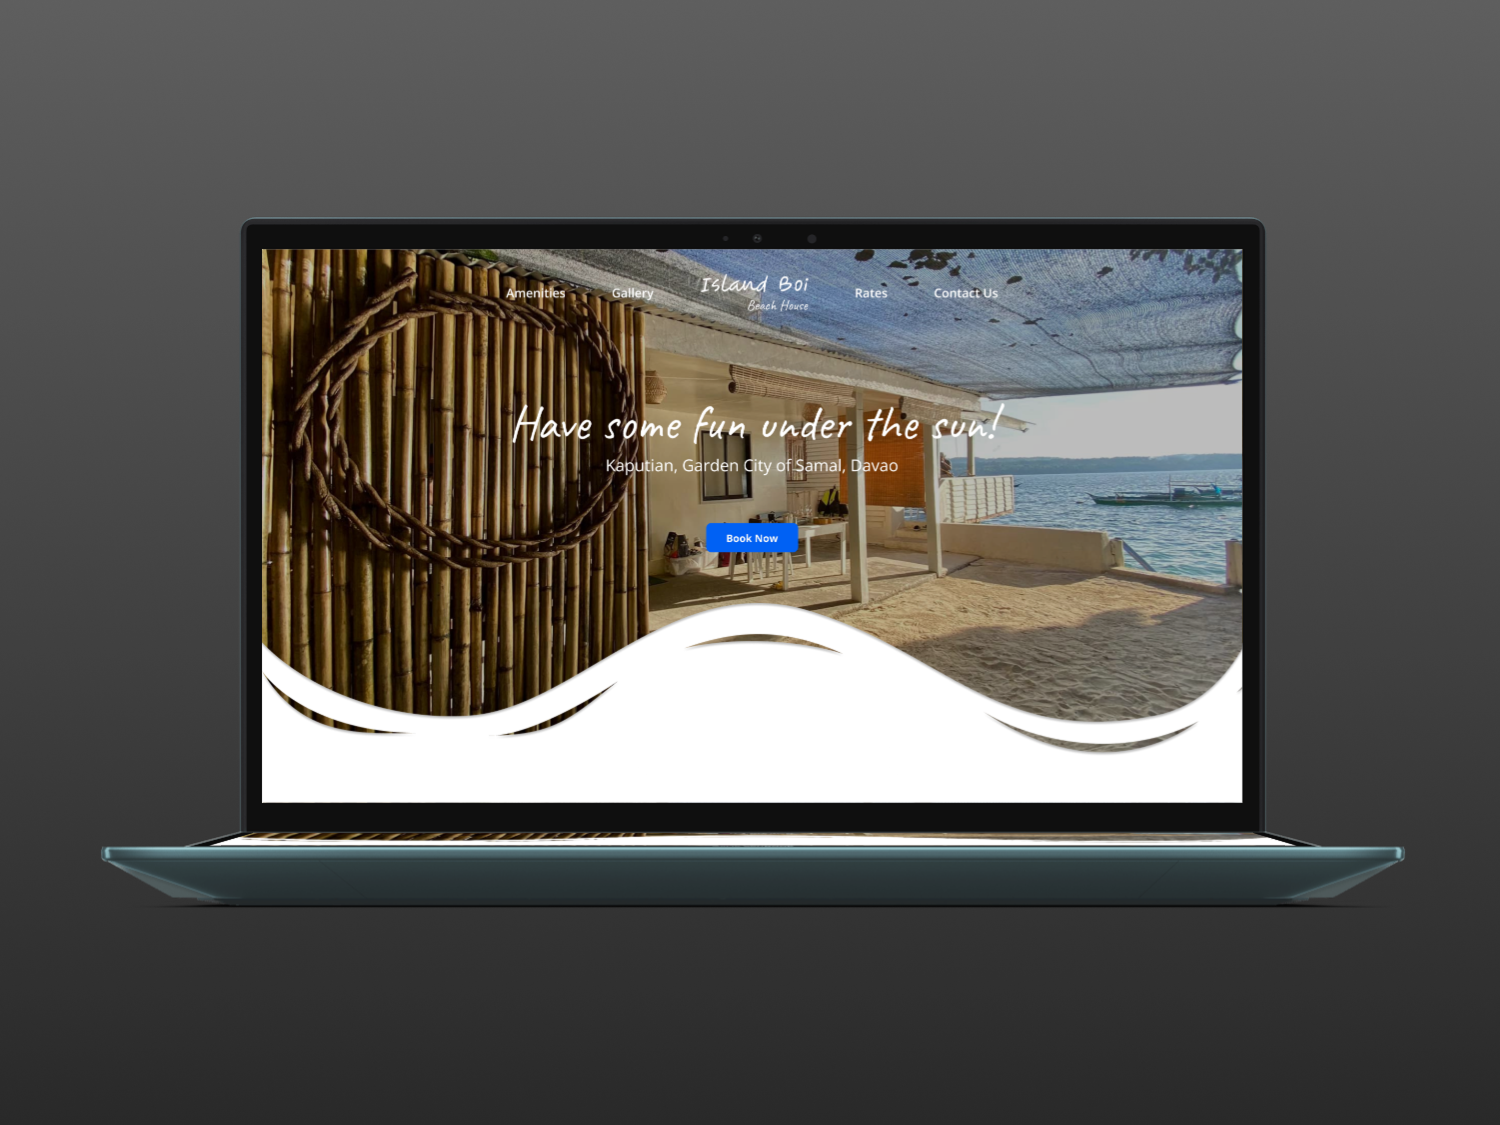 Amenities
Gallery
Island Boi
Beach House
Rates
Contact Us
Have some fun under the sun!
Kaputian, Garden City of Samal, Davao
Book Now